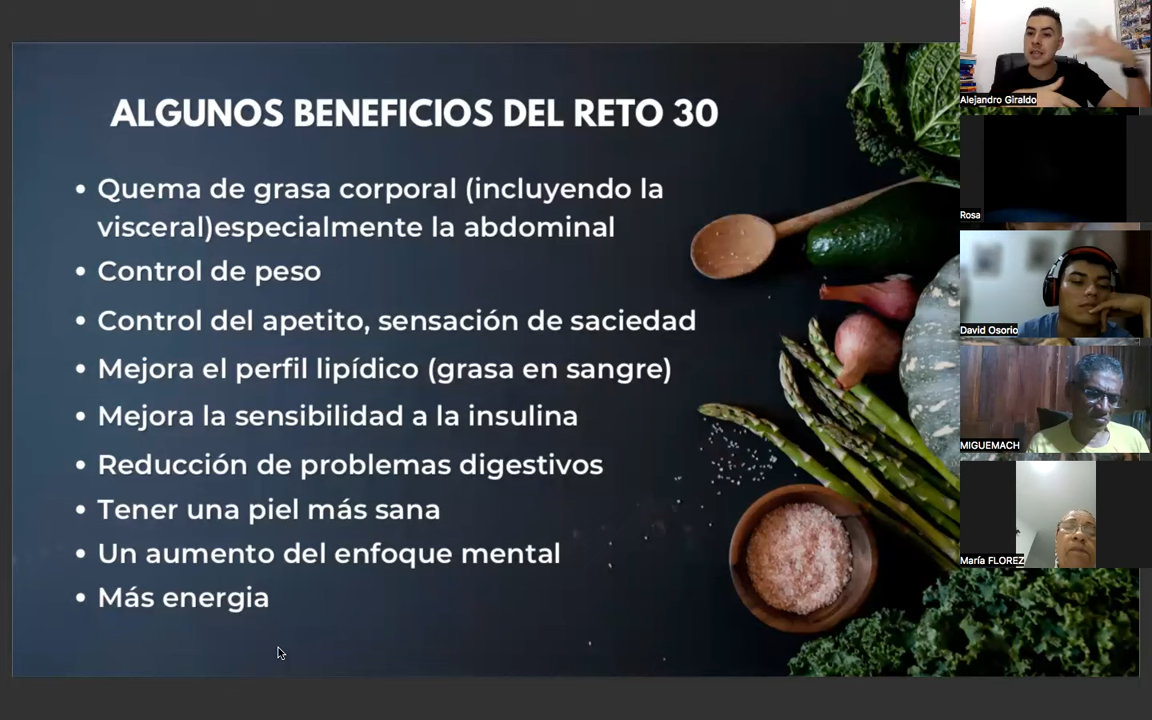 ALGUNOS BENEFICIOS DEL RETO 30
• Quema de grasa corporal (incluyendo la
visceral)especialmente la abdominal
• Control de peso
• Control del apetito, sensación de saciedad
• Mejora el perfil lipídico (grasa en sangre)
• Mejora la sensibilidad a la insulina
• Reducción de problemas digestivos
• Tener una piel más sana
• Un aumento del enfoque mental
• Más energia
Alejandro Giraldo
Rosa
David Osorio
MIGUEMACH
María FLOREZ